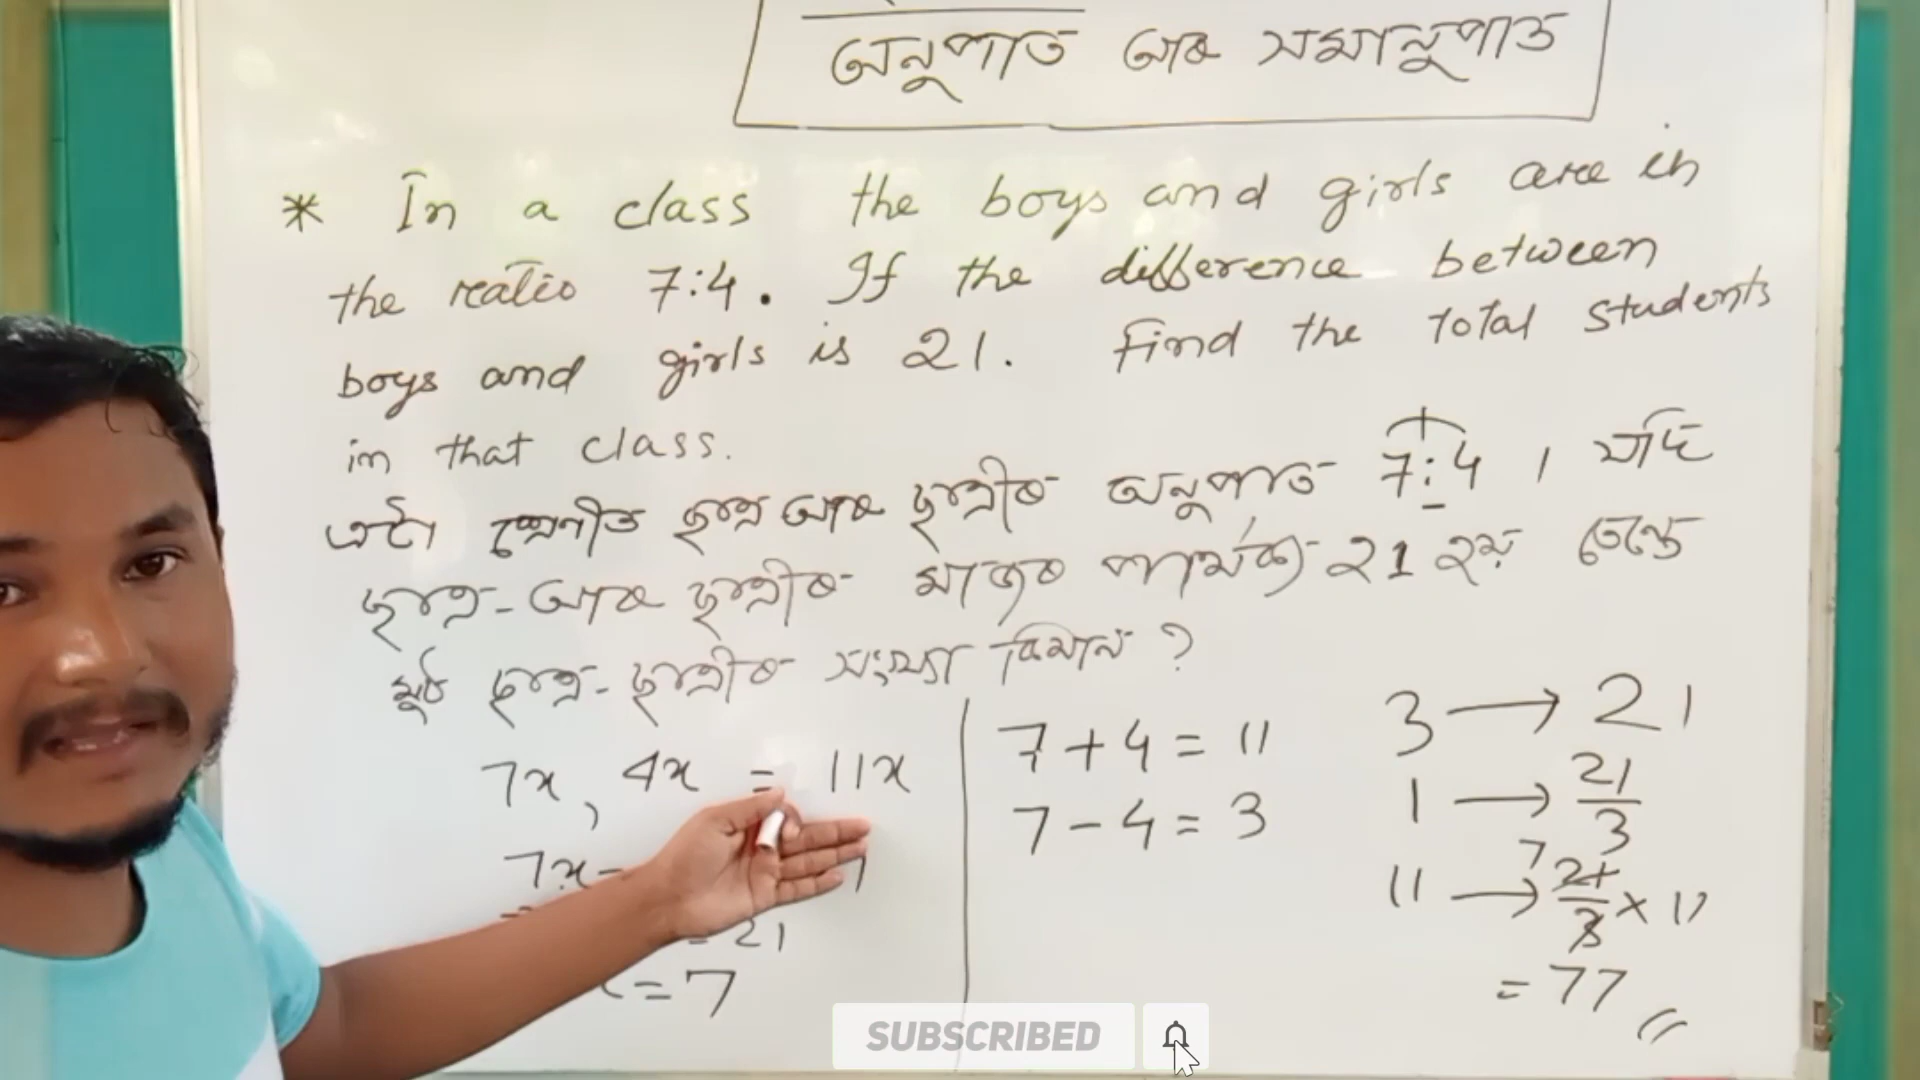 অনুপাত আৰু সমানুপাত
* In a class the boys and girls are in
the ratio 7:4. If the difference between
boys and girls is 21. Find the total students
in that class.
এটা শ্ৰেণীত ছাত্ৰ আৰু ছাত্ৰীৰ অনুপাত 7:4, যদি
ছাত্ৰ-আৰু ছাত্ৰীৰ মাজৰ পাৰ্থক্য 21 হয় তেন্তে
মুঠ ছাত্ৰ-ছাত্ৰীৰ সংখ্যা কিমান ?
7x, 4x = 11x
7x-
= 21
= 7
7 + 4 = 11
7 - 4 = 3
3 → 21
1 → 21/3
11 → 21/3 × 11
7
= 77
SUBSCRIBED